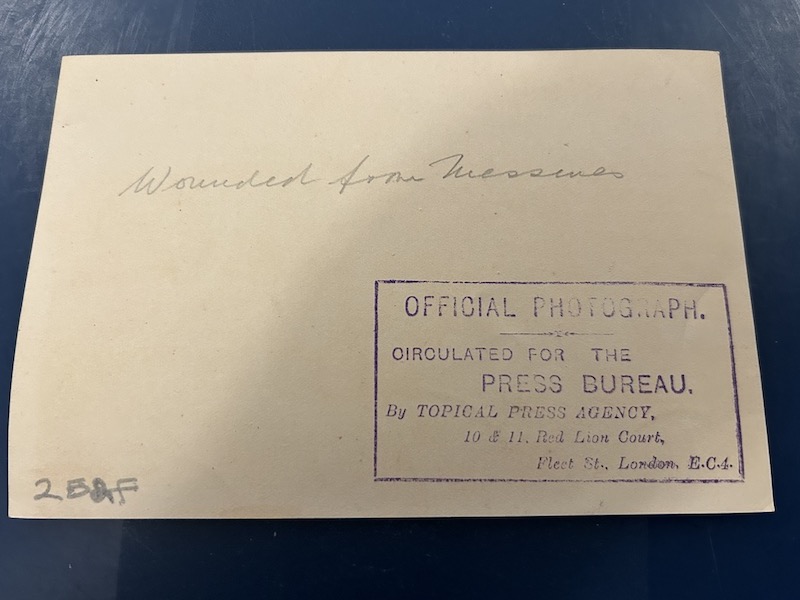 Wounded from Messines
OFFICIAL PHOTOGRAPH.
CIRCULATED FOR THE
PRESS BUREAU.
By TOPICAL PRESS AGENCY,
10 & 11, Red Lion Court,
Fleet St., London, E.C.4.